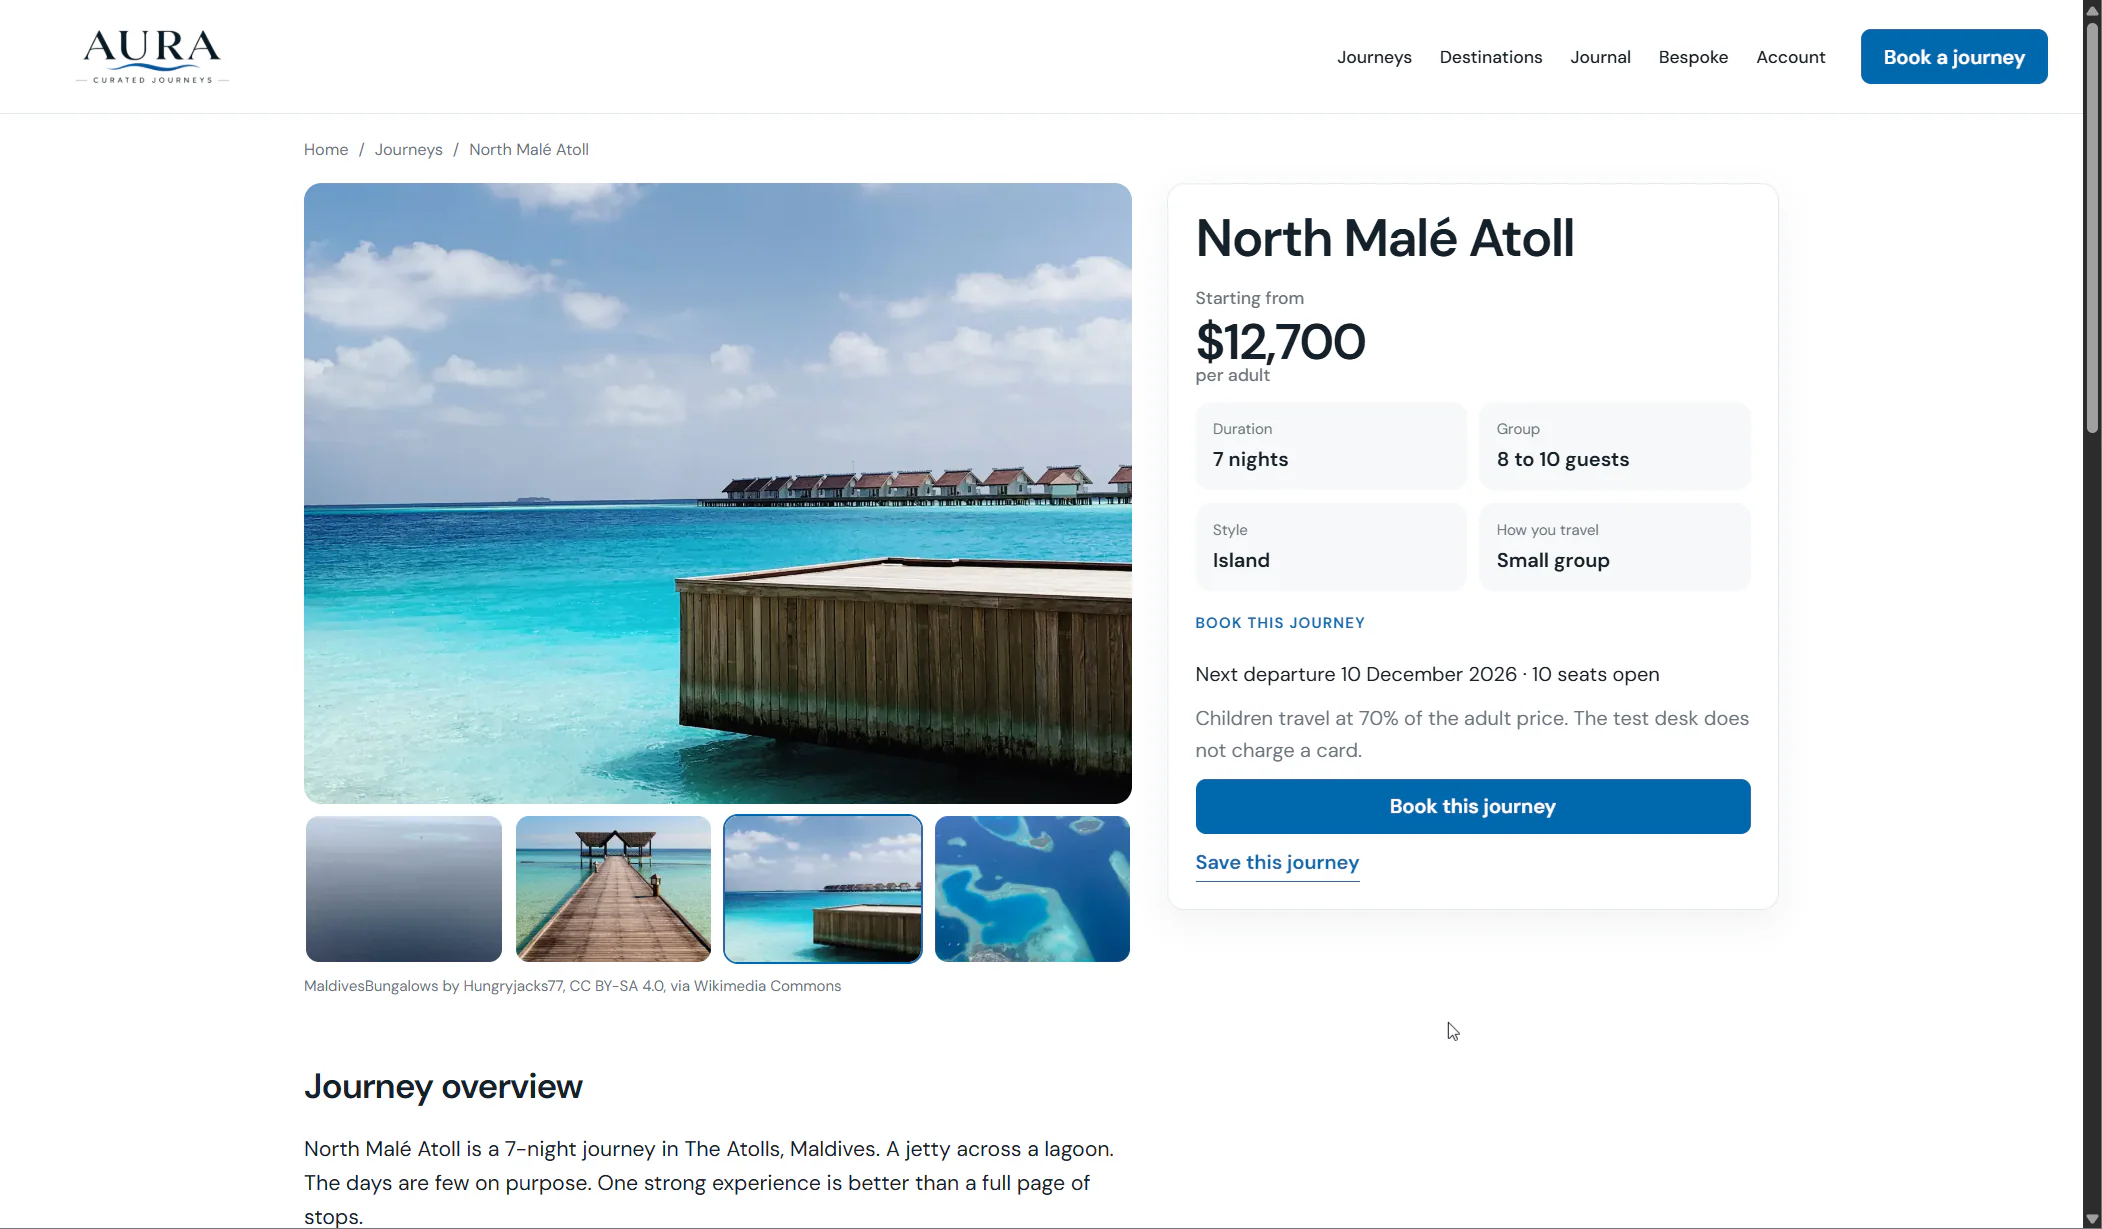 AURA
CURATED JOURNEYS
Journeys
Destinations
Journal
Bespoke
Account
Book a journey
Home / Journeys / North Malé Atoll
North Malé Atoll
Starting from
$12,700
per adult
Duration
7 nights
Group
8 to 10 guests
Style
Island
How you travel
Small group
BOOK THIS JOURNEY
Next departure 10 December 2026 · 10 seats open
Children travel at 70% of the adult price. The test desk does
not charge a card.
Book this journey
Save this journey
MaldivesBungalows by Hungryjacks77, CC BY-SA 4.0, via Wikimedia Commons
Journey overview
North Malé Atoll is a 7-night journey in The Atolls, Maldives. A jetty across a lagoon.
The days are few on purpose. One strong experience is better than a full page of
stops.